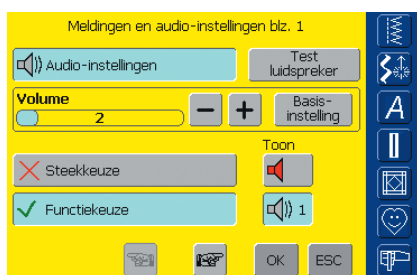 Meldingen en audio-instellingen blz. 1
Audio-instellingen
Test
luidspreker
Volume
2
Basis-
instelling
Toon
Steekkeuze
Functiekeuze
1
OK
ESC
A